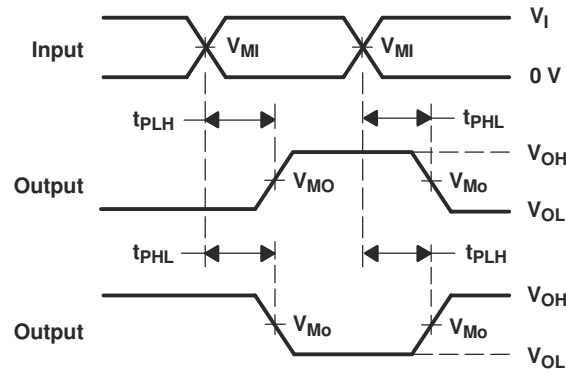 V_I
Input V_MI V_MI
0 V
t_PLH t_PHL
V_OH
Output V_MO V_Mo
V_OL
t_PHL t_PLH
V_OH
Output V_Mo V_Mo
V_OL